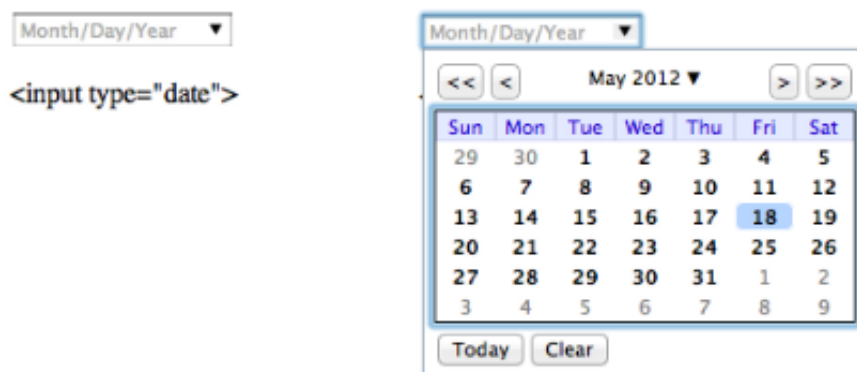 Month/Day/Year ▼
<input type="date">
Month/Day/Year ▼
<< < May 2012 ▼ > >>
Sun Mon Tue Wed Thu Fri Sat
29 30 1 2 3 4 5
6 7 8 9 10 11 12
13 14 15 16 17 18 19
20 21 22 23 24 25 26
27 28 29 30 31 1 2
3 4 5 6 7 8 9
Today Clear